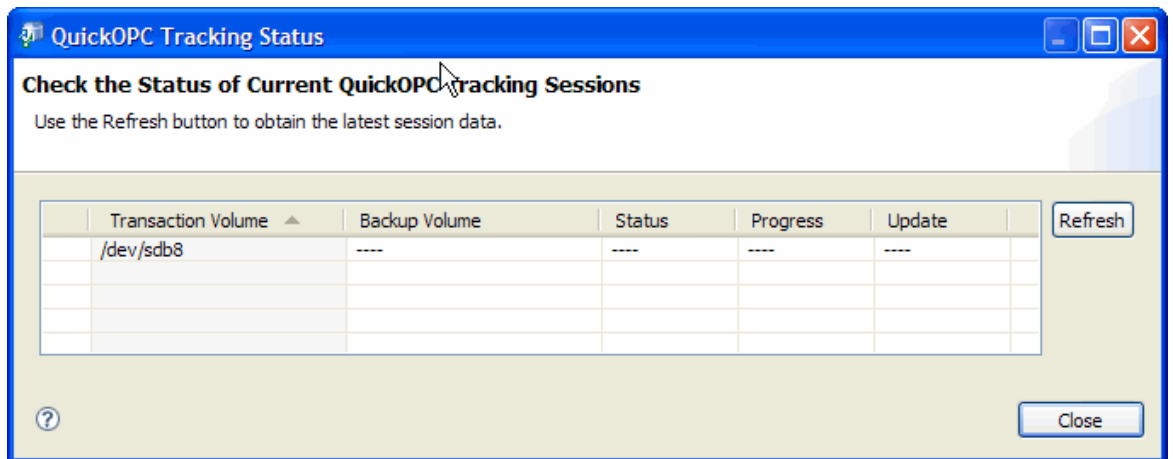 QuickOPC Tracking Status
Check the Status of Current QuickOPC Tracking Sessions
Use the Refresh button to obtain the latest session data.
Transaction Volume Backup Volume Status Progress Update Refresh
/dev/sdb8 ---- ---- ---- ----
? Close